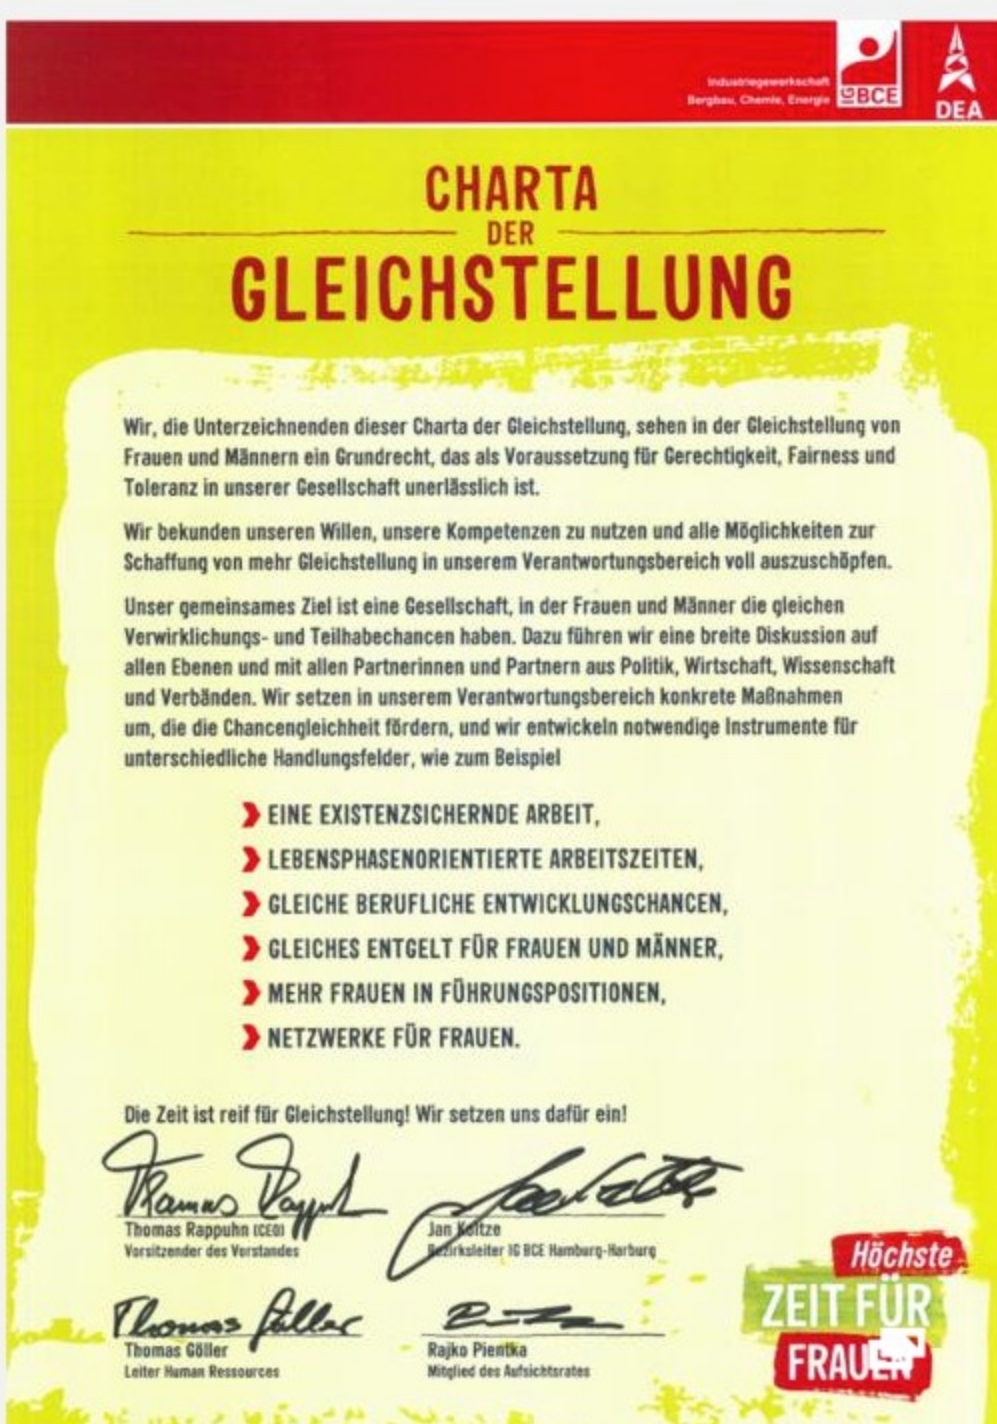 Industriegewerkschaft
Bergbau, Chemie, Energie
IG BCE
DEA
CHARTA
DER
GLEICHSTELLUNG
Wir, die Unterzeichnenden dieser Charta der Gleichstellung, sehen in der Gleichstellung von
Frauen und Männern ein Grundrecht, das als Voraussetzung für Gerechtigkeit, Fairness und
Toleranz in unserer Gesellschaft unerlässlich ist.
Wir bekunden unseren Willen, unsere Kompetenzen zu nutzen und alle Möglichkeiten zur
Schaffung von mehr Gleichstellung in unserem Verantwortungsbereich voll auszuschöpfen.
Unser gemeinsames Ziel ist eine Gesellschaft, in der Frauen und Männer die gleichen
Verwirklichungs- und Teilhabechancen haben. Dazu führen wir eine breite Diskussion auf
allen Ebenen und mit allen Partnerinnen und Partnern aus Politik, Wirtschaft, Wissenschaft
und Verbänden. Wir setzen in unserem Verantwortungsbereich konkrete Maßnahmen
um, die die Chancengleichheit fördern, und wir entwickeln notwendige Instrumente für
unterschiedliche Handlungsfelder, wie zum Beispiel
EINE EXISTENZSICHERNDE ARBEIT,
LEBENSPHASENORIENTIERTE ARBEITSZEITEN,
GLEICHE BERUFLICHE ENTWICKLUNGSCHANCEN,
GLEICHES ENTGELT FÜR FRAUEN UND MÄNNER,
MEHR FRAUEN IN FÜHRUNGSPOSITIONEN,
NETZWERKE FÜR FRAUEN.
Die Zeit ist reif für Gleichstellung! Wir setzen uns dafür ein!
Thomas Rappuhn
Thomas Rappuhn (CEO)
Vorsitzender des Vorstandes
Jan Koltze
Bezirksleiter IG BCE Hamburg-Harburg
Thomas Göller
Thomas Göller
Leiter Human Ressources
Rajko Pientka
Mitglied des Aufsichtsrates
Höchste
ZEIT FÜR
FRAUEN